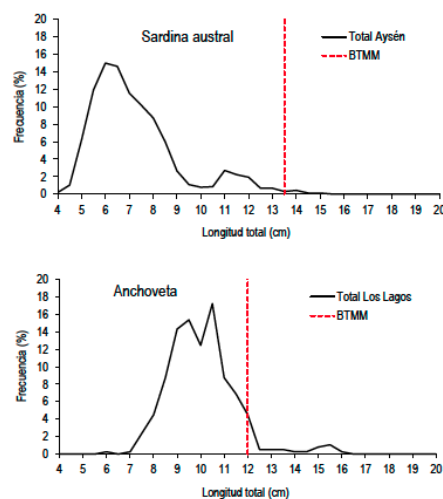 Sardina austral
Total Aysén
BTMM
Frecuencia (%)
20
18
16
14
12
10
8
6
4
2
0
4 5 6 7 8 9 10 11 12 13 14 15 16 17 18 19 20
Longitud total (cm)
Anchoveta
Total Los Lagos
BTMM
Frecuencia (%)
20
18
16
14
12
10
8
6
4
2
0
4 5 6 7 8 9 10 11 12 13 14 15 16 17 18 19 20
Longitud total (cm)